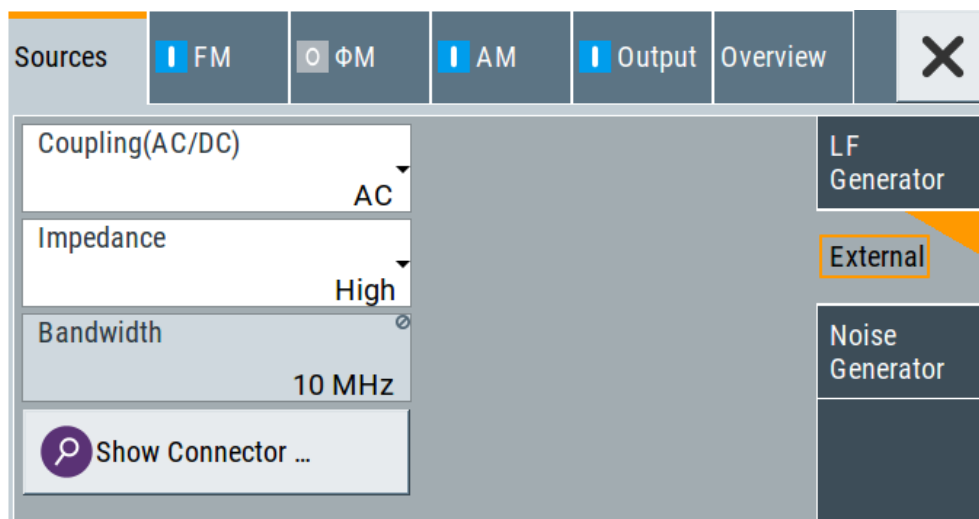 Sources
I FM
O ΦM
I AM
I Output
Overview
Coupling(AC/DC)
AC
Impedance
High
Bandwidth
10 MHz
Show Connector ...
LF
Generator
External
Noise
Generator